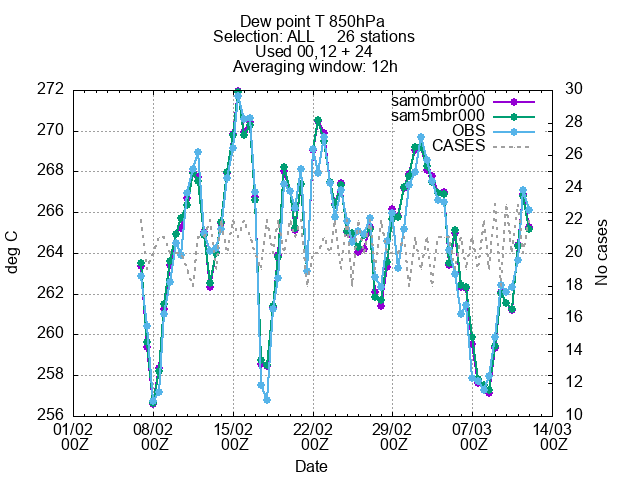 Dew point T 850hPa
Selection: ALL 26 stations
Used 00,12 + 24
Averaging window: 12h
272
270
268
266
264
262
260
258
256
deg C
30
28
26
24
22
20
18
16
14
12
10
No cases
sam0mbr000
sam5mbr000
OBS
CASES
01/02 08/02 15/02 22/02 29/02 07/03 14/03
00Z 00Z 00Z 00Z 00Z 00Z 00Z
Date